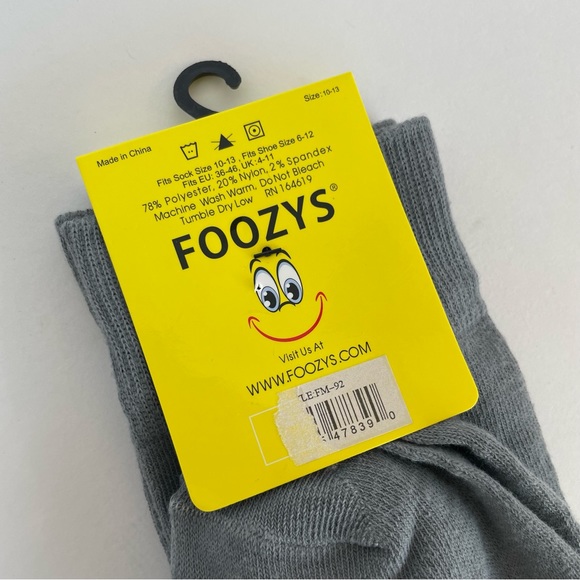 Made in China
Size: 10-13
Fits Sock Size 10-13, Fits Shoe Size 6-12
Fits EU: 36-46, UK: 4-11
78% Polyester, 20% Nylon, 2% Spandex
Machine Wash Warm, Do Not Bleach
Tumble Dry Low RN 164619
FOOZYS®
Visit Us At
WWW.FOOZYS.COM
LE:FM-92
47839 0